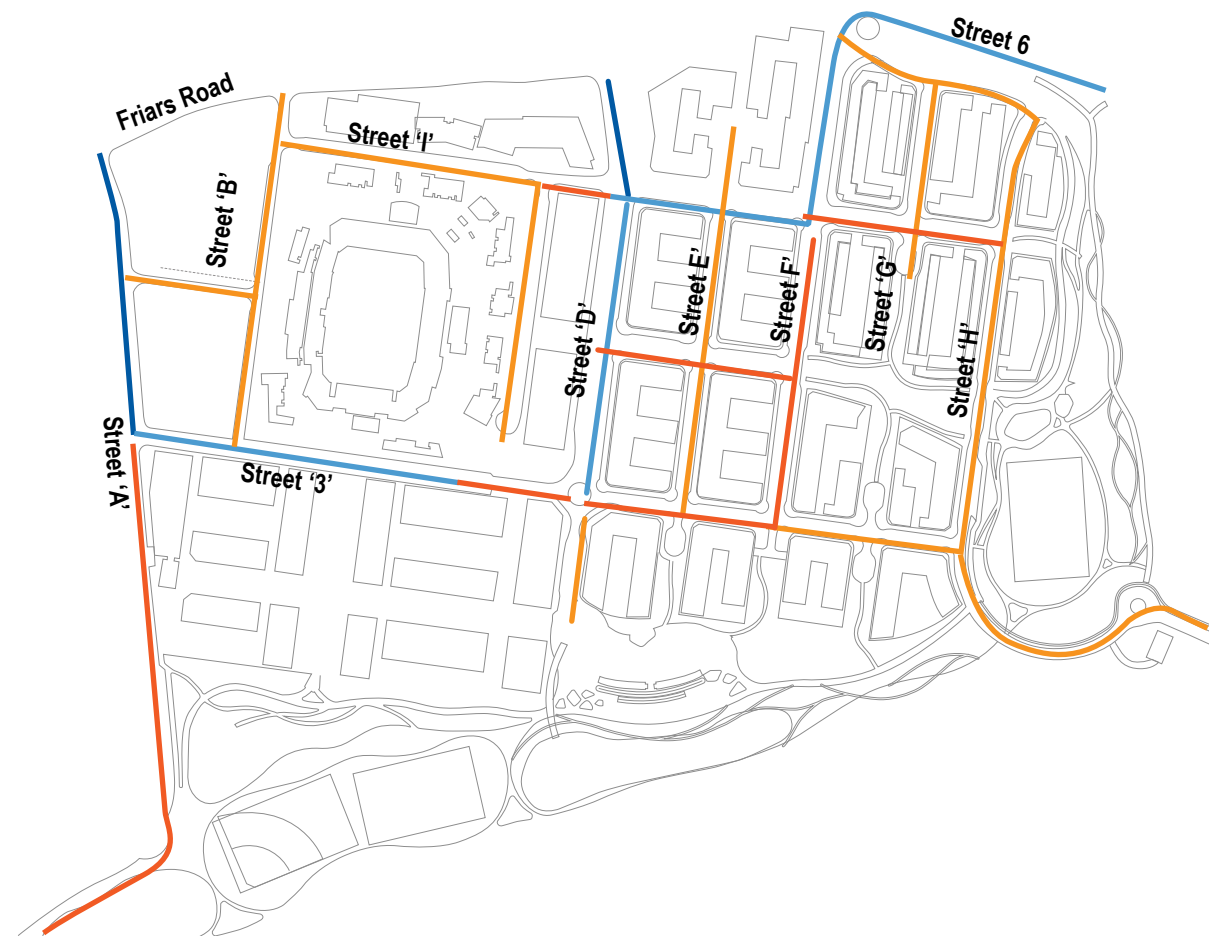 Street 6
Friars Road
Street ‘I’
Street ‘B’
Street E’
Street F’
Street ‘G’
Street ‘D’
Street ‘H’
Street ‘A’
Street ‘3’